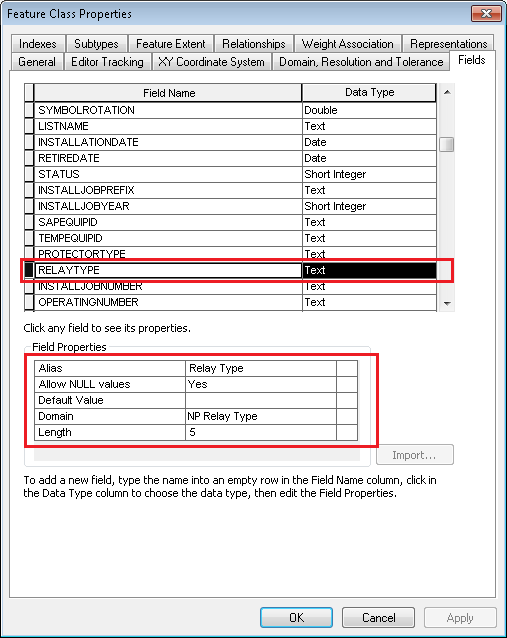 Feature Class Properties
Indexes Subtypes Feature Extent Relationships Weight Association Representations
General Editor Tracking XY Coordinate System Domain, Resolution and Tolerance Fields
Field Name Data Type
SYMBOLROTATION Double
LISTNAME Text
INSTALLATIONDATE Date
RETIREDATE Date
STATUS Short Integer
INSTALLJOBPREFIX Text
INSTALLJOBYEAR Short Integer
SAPEQUIPID Text
TEMPEQUIPID Text
PROTECTORTYPE Text
RELAYTYPE Text
INSTALLJOBNUMBER Text
OPERATINGNUMBER Text
Click any field to see its properties.
Field Properties
Alias Relay Type
Allow NULL values Yes
Default Value
Domain NP Relay Type
Length 5
Import...
To add a new field, type the name into an empty row in the Field Name column, click in
the Data Type column to choose the data type, then edit the Field Properties.
OK Cancel Apply